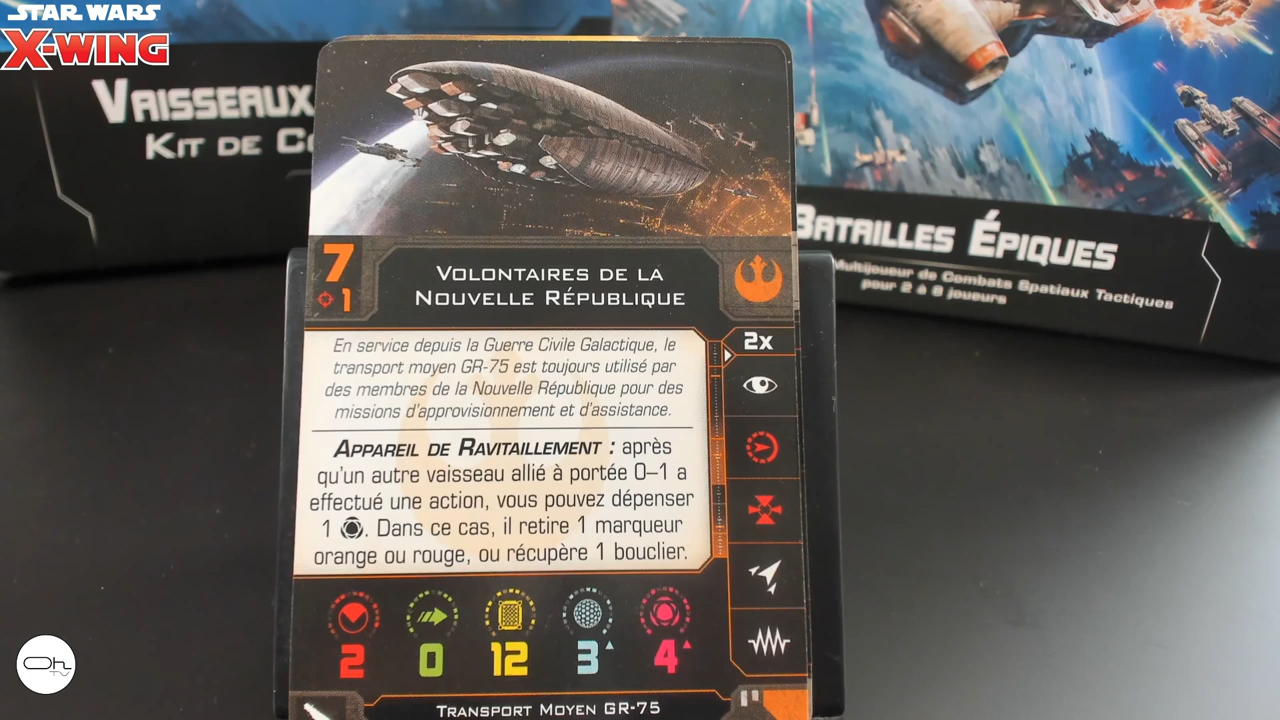 STAR WARS
X-WING
VAISSEAUX
KIT DE
BATAILLES ÉPIQUES
Multijoueur de Combats Spatiaux Tactiques
pour 2 à 8 joueurs
7
1
VOLONTAIRES DE LA
NOUVELLE RÉPUBLIQUE
En service depuis la Guerre Civile Galactique, le
transport moyen GR-75 est toujours utilisé par
des membres de la Nouvelle République pour des
missions d'approvisionnement et d'assistance.
APPAREIL DE RAVITAILLEMENT : après
qu'un autre vaisseau allié à portée 0–1 a
effectué une action, vous pouvez dépenser
1 . Dans ce cas, il retire 1 marqueur
orange ou rouge, ou récupère 1 bouclier.
2x
2 0 12 3 4
TRANSPORT MOYEN GR-75
Oh
TV